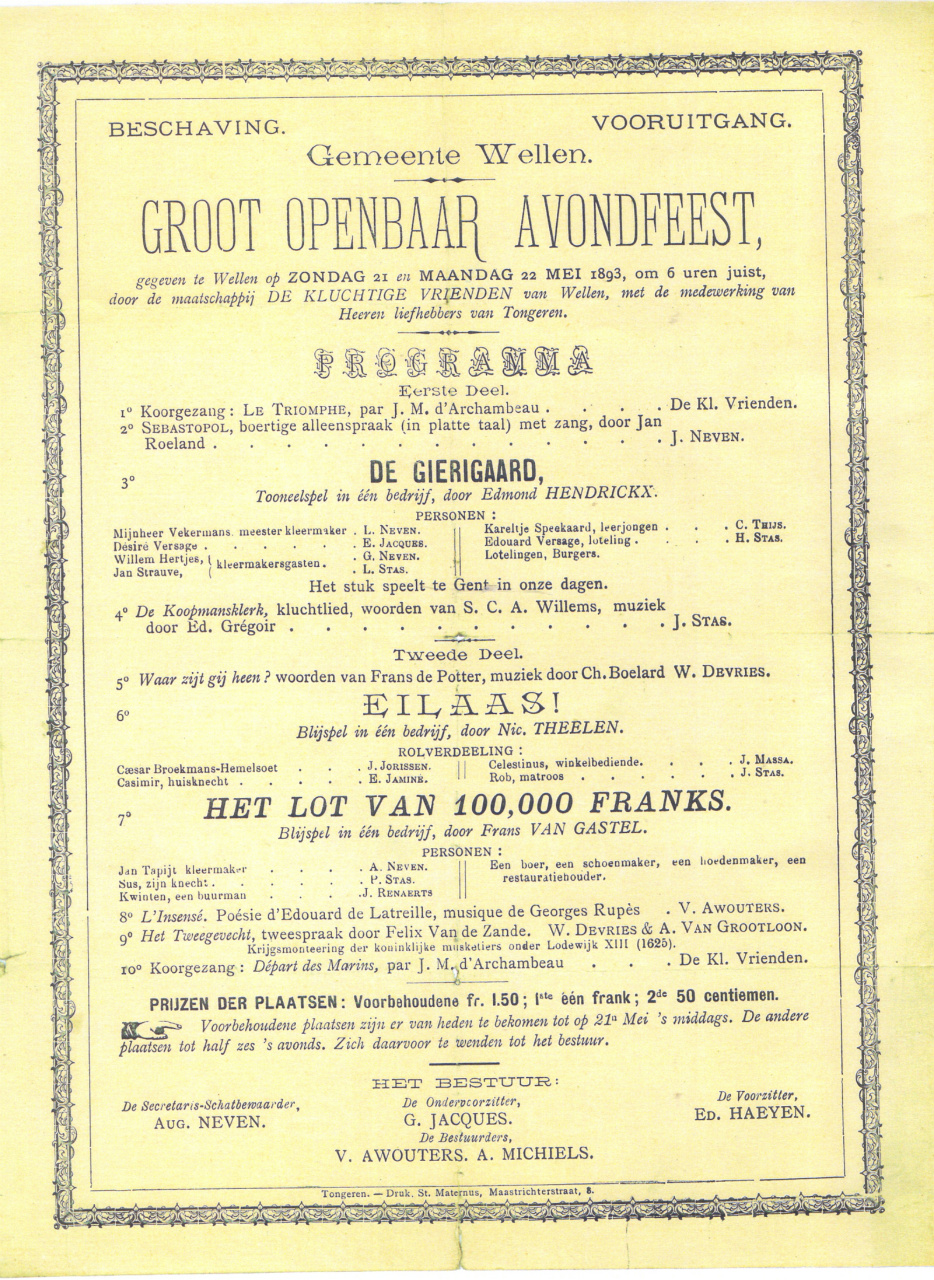 BESCHAVING. VOORUITGANG.
Gemeente Wellen.
GROOT OPENBAAR AVONDFEEST,
gegeven te Wellen op ZONDAG 21 en MAANDAG 22 MEI 1893, om 6 uren juist,
door de maatschappij DE KLUCHTIGE VRIENDEN van Wellen, met de medewerking van
Heeren liefhebbers van Tongeren.
PROGRAMMA
Eerste Deel.
1º Koorgezang : LE TRIOMPHE, par J. M. d'Archambeau . . . . De Kl. Vrienden.
2º SEBASTOPOL, boertige alleenspraak (in platte taal) met zang, door Jan
Roeland . . . . . . . . . . . . . J. NEVEN.
3º DE GIERIGAARD,
Tooneelspel in één bedrijf, door Edmond HENDRICKX.
PERSONEN :
Mijnheer Vekermans, meester kleermaker . L. NEVEN.
Désiré Versage . . . . . . E. JACQUES.
Willem Hertjes, { kleermakersgasten . . G. NEVEN.
Jan Strauve, . L. STAS.
Kareltje Speekaard, leerjongen . . . C. THIJS.
Edouard Versage, loteling . . . . H. STAS.
Lotelingen, Burgers.
Het stuk speelt te Gent in onze dagen.
4º De Koopmansklerk, kluchtlied, woorden van S. C. A. Willems, muziek
door Ed. Grégoir . . . . . . . . . . . J. STAS.
Tweede Deel.
5º Waar zijt gij heen ? woorden van Frans de Potter, muziek door Ch. Boelard W. DEVRIES.
6º EILAAS!
Blijspel in één bedrijf, door Nic. THEELEN.
ROLVERDEELING :
Cæsar Broekmans-Hemelsoet . . . J. JORISSEN.
Casimir, huisknecht . . . . . E. JAMINÉ.
Celestinus, winkelbediende. . . . J. MASSA.
Rob, matroos . . . . . . J. STAS.
7º HET LOT VAN 100,000 FRANKS.
Blijspel in één bedrijf, door Frans VAN GASTEL.
PERSONEN :
Jan Tapijt kleermaker . . . . A. NEVEN.
Sus, zijn knecht . . . . . . P. STAS.
Kwinten, een buurman . . . . J. RENAERTS
Een boer, een schoenmaker, een hoedenmaker, een
restauratiehouder.
8º L'Insensé. Poésie d'Edouard de Latreille, musique de Georges Rupès . V. AWOUTERS.
9º Het Tweegevecht, tweespraak door Felix Van de Zande. W. DEVRIES & A. VAN GROOTLOON.
Krijgsmonteering der koninklijke musketiers onder Lodewijk XIII (1625).
10º Koorgezang : Départ des Marins, par J. M. d'Archambeau . . . De Kl. Vrienden.
PRIJZEN DER PLAATSEN : Voorbehoudene fr. 1.50 ; 1ste één frank ; 2de 50 centiemen.
Voorbehoudene plaatsen zijn er van heden te bekomen tot op 21n Mei 's middags. De andere
plaatsen tot half zes 's avonds. Zich daarvoor te wenden tot het bestuur.
HET BESTUUR :
De Secretaris-Schatbewaarder,
AUG. NEVEN.
De Ondervoorzitter,
G. JACQUES.
De Voorzitter,
ED. HAEYEN.
De Bestuurders,
V. AWOUTERS. A. MICHIELS.
Tongeren. — Druk. St. Maternus, Maastrichterstraat, 8.